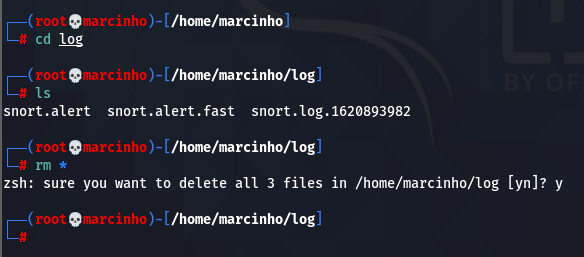 ┌──(root💀marcinho)-[/home/marcinho]
└─# cd log
┌──(root💀marcinho)-[/home/marcinho/log]
└─# ls
snort.alert  snort.alert.fast  snort.log.1620893982
┌──(root💀marcinho)-[/home/marcinho/log]
└─# rm *
zsh: sure you want to delete all 3 files in /home/marcinho/log [yn]? y
┌──(root💀marcinho)-[/home/marcinho/log]
└─#
BY OF